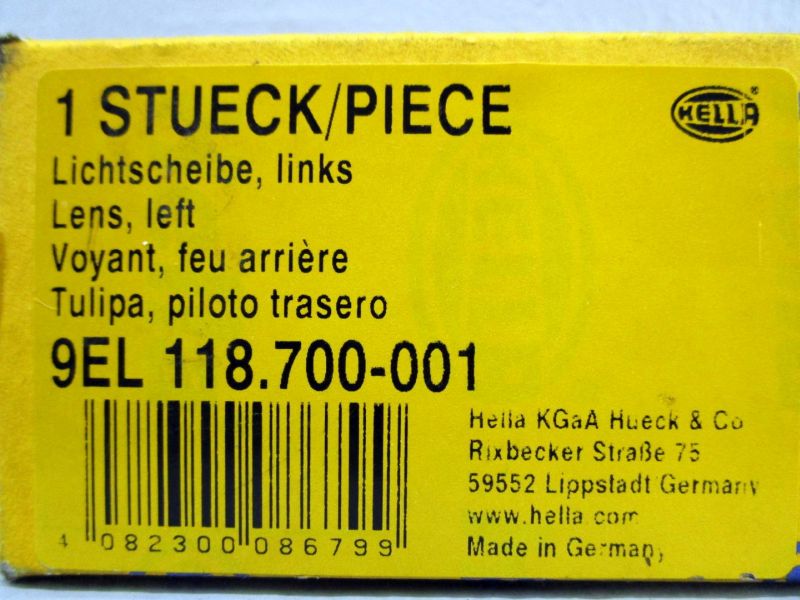 1 STUECK/PIECE
HELLA®
Lichtscheibe, links
Lens, left
Voyant, feu arrière
Tulipa, piloto trasero
9EL 118.700-001
4 082300 086799
Hella KGaA Hueck & Co
Rixbecker Straße 75
59552 Lippstadt Germany
www.hella.com
Made in Germany